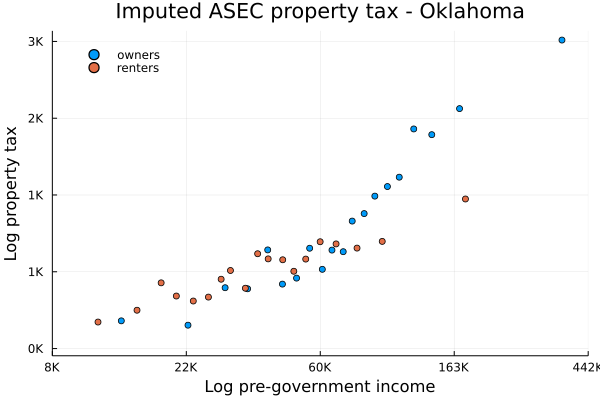 Imputed ASEC property tax - Oklahoma
owners
renters
Log property tax
3K
2K
1K
1K
0K
8K 22K 60K 163K 442K
Log pre-government income